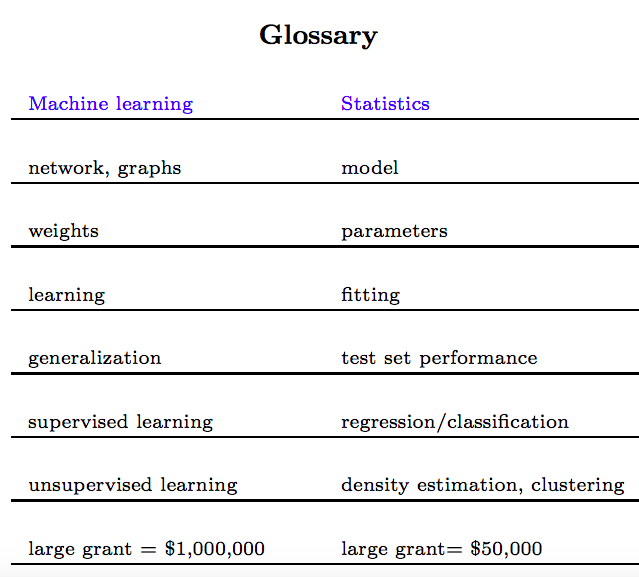 Glossary
Machine learning Statistics
network, graphs model
weights parameters
learning fitting
generalization test set performance
supervised learning regression/classification
unsupervised learning density estimation, clustering
large grant = $1,000,000 large grant= $50,000